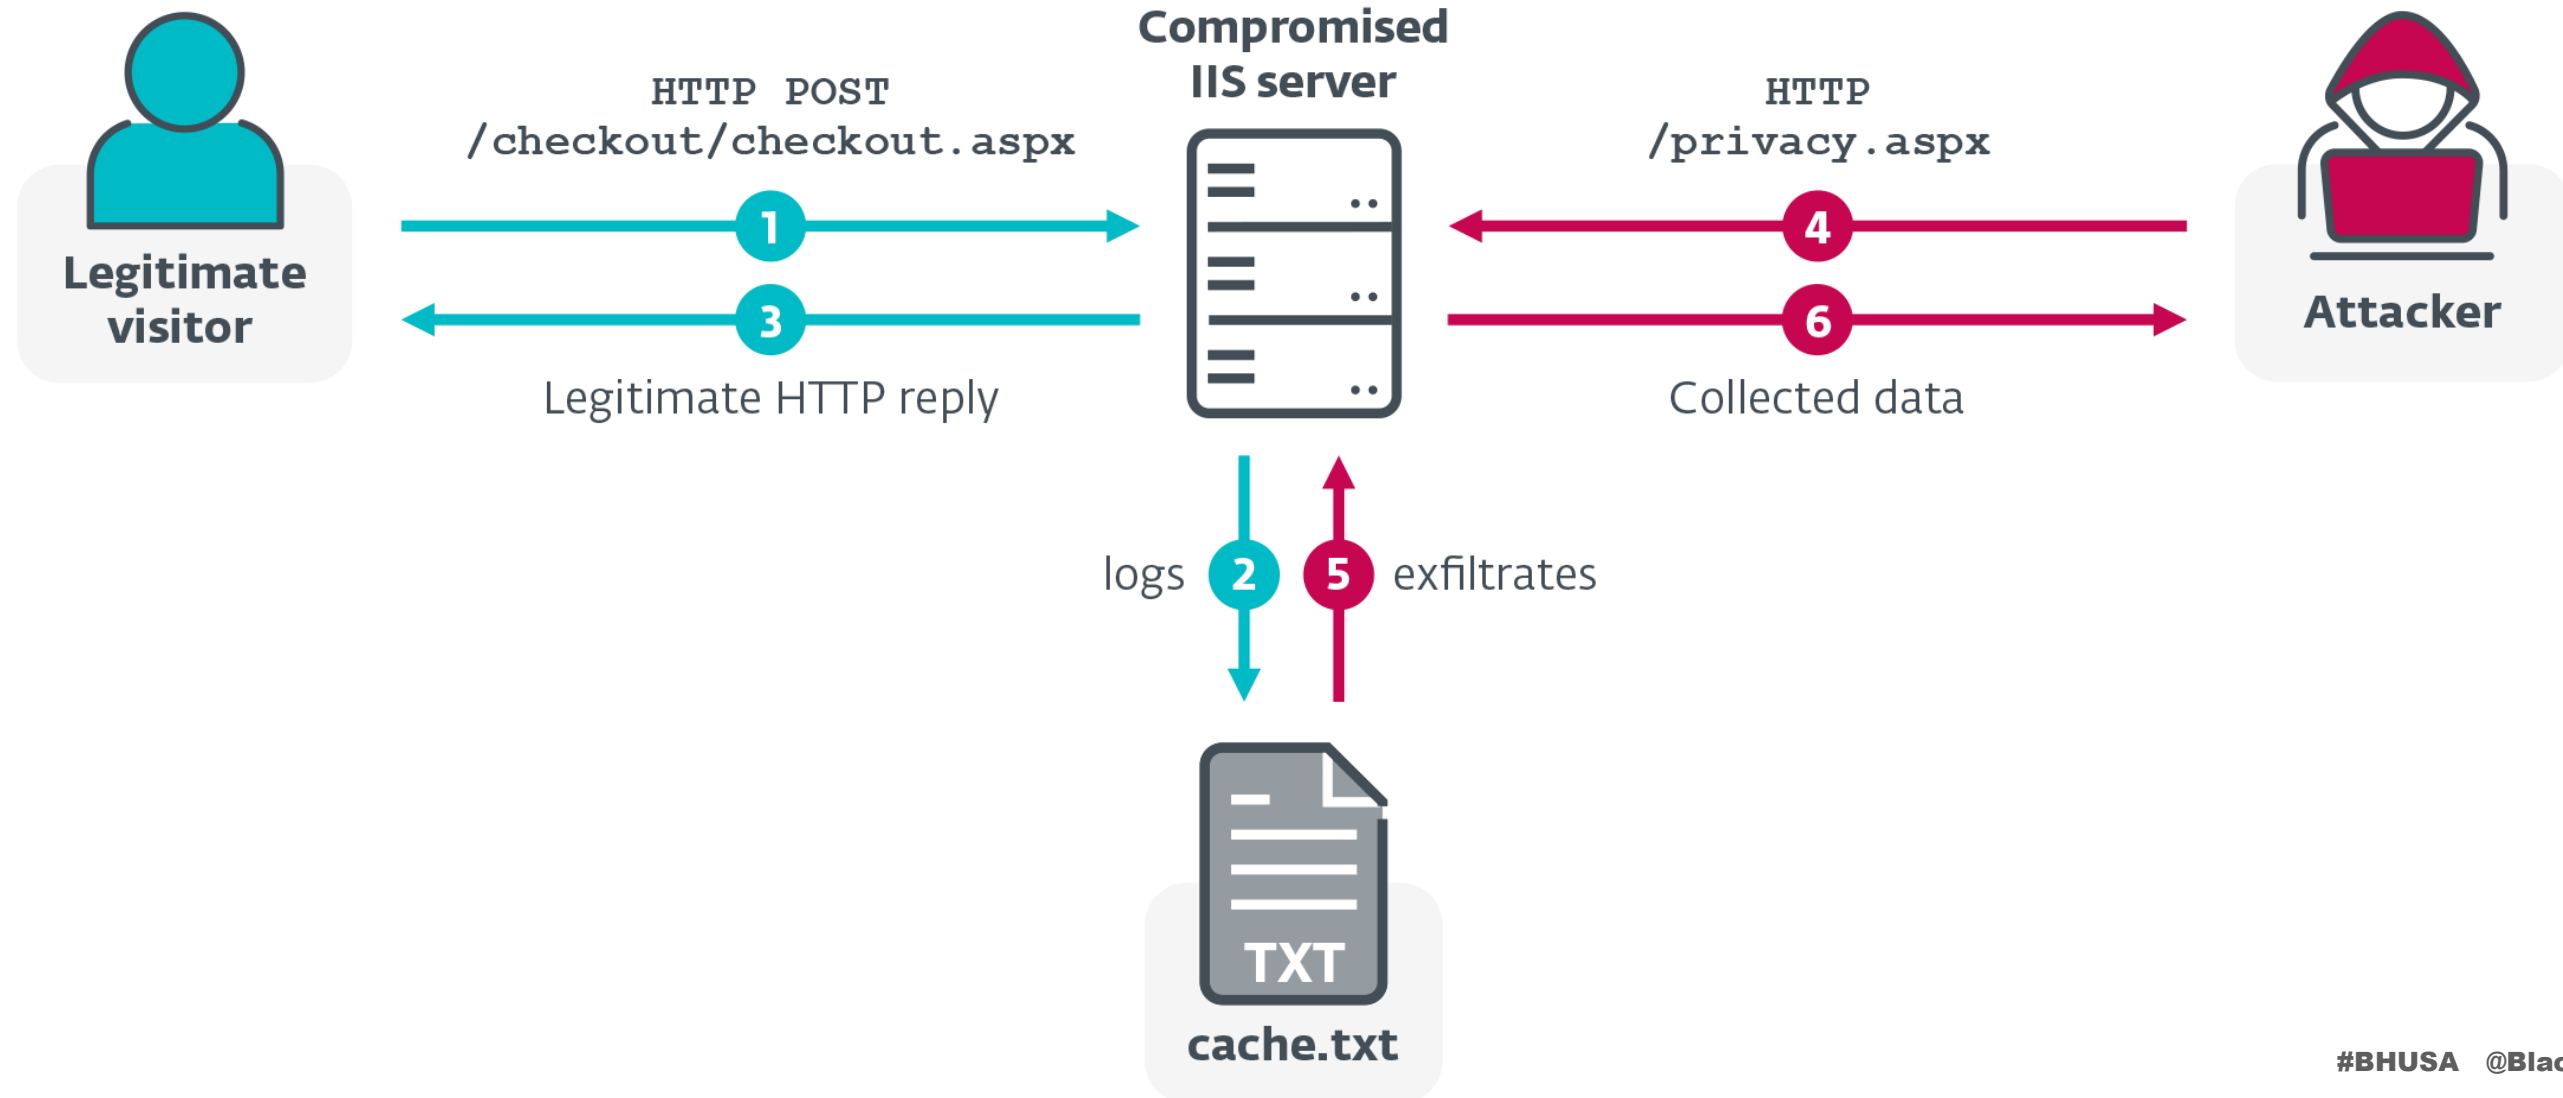 Compromised
IIS server
HTTP POST
/checkout/checkout.aspx
HTTP
/privacy.aspx
1
4
Legitimate
visitor
3
6
Attacker
Legitimate HTTP reply
Collected data
logs
2
5
exfiltrates
TXT
cache.txt
#BHUSA @Blac